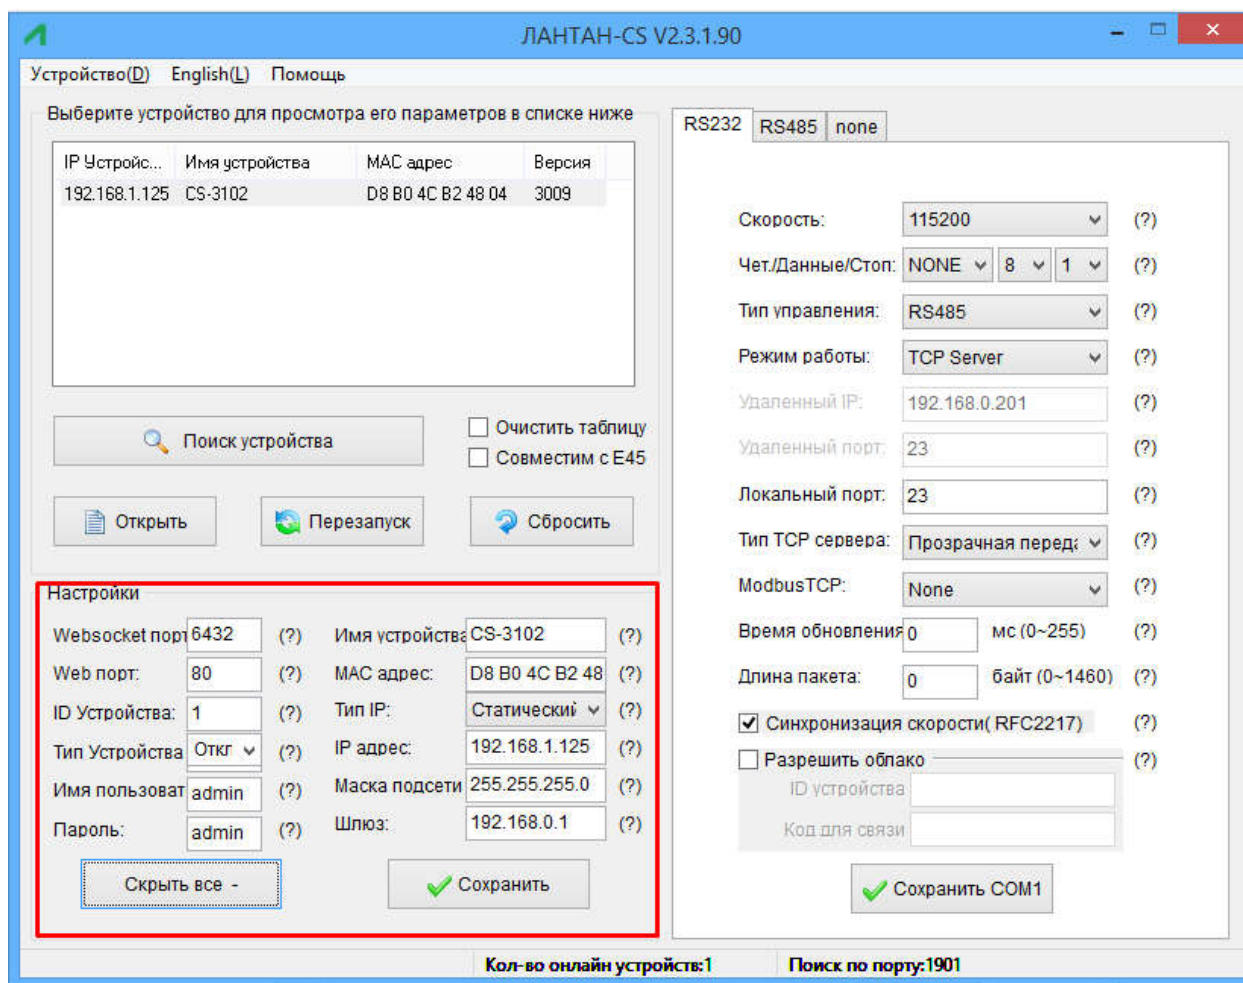 ЛАНТАН-CS V2.3.1.90
Устройство(D) English(L) Помощь
Выберите устройство для просмотра его параметров в списке ниже
IP Устройс... Имя устройства MAC адрес Версия
192.168.1.125 CS-3102 D8 B0 4C B2 48 04 3009
Поиск устройства
Очистить таблицу
Совместим с E45
Открыть Перезапуск Сбросить
Настройки
Websocket порт 6432 (?) Имя устройства CS-3102 (?)
Web порт: 80 (?) MAC адрес: D8 B0 4C B2 48 (?)
ID Устройства: 1 (?) Тип IP: Статический (?)
Тип Устройства Откл (?) IP адрес: 192.168.1.125 (?)
Имя пользоват admin (?) Маска подсети 255.255.255.0 (?)
Пароль: admin (?) Шлюз: 192.168.0.1 (?)
Скрыть все - Сохранить
RS232 RS485 none
Скорость: 115200 (?)
Чет./Данные/Стоп: NONE 8 1 (?)
Тип управления: RS485 (?)
Режим работы: TCP Server (?)
Удаленный IP: 192.168.0.201 (?)
Удаленный порт: 23 (?)
Локальный порт: 23 (?)
Тип TCP сервера: Прозрачная переда (?)
ModbusTCP: None (?)
Время обновления 0 мс (0~255) (?)
Длина пакета: 0 байт (0~1460) (?)
Синхронизация скорости( RFC2217) (?)
Разрешить облако (?)
ID устройства
Код для связи
Сохранить COM1
Кол-во онлайн устройств:1 Поиск по порту:1901